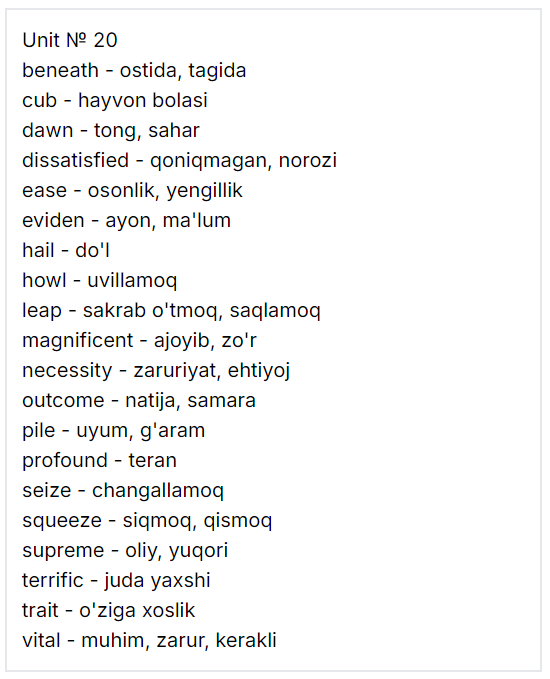 Unit № 20
beneath - ostida, tagida
cub - hayvon bolasi
dawn - tong, sahar
dissatisfied - qoniqmagan, norozi
ease - osonlik, yengillik
eviden - ayon, ma'lum
hail - do'l
howl - uvillamoq
leap - sakrab o'tmoq, saqlamoq
magnificent - ajoyib, zo'r
necessity - zaruriyat, ehtiyoj
outcome - natija, samara
pile - uyum, g'aram
profound - teran
seize - changallamoq
squeeze - siqmoq, qismoq
supreme - oliy, yuqori
terrific - juda yaxshi
trait - o'ziga xoslik
vital - muhim, zarur, kerakli